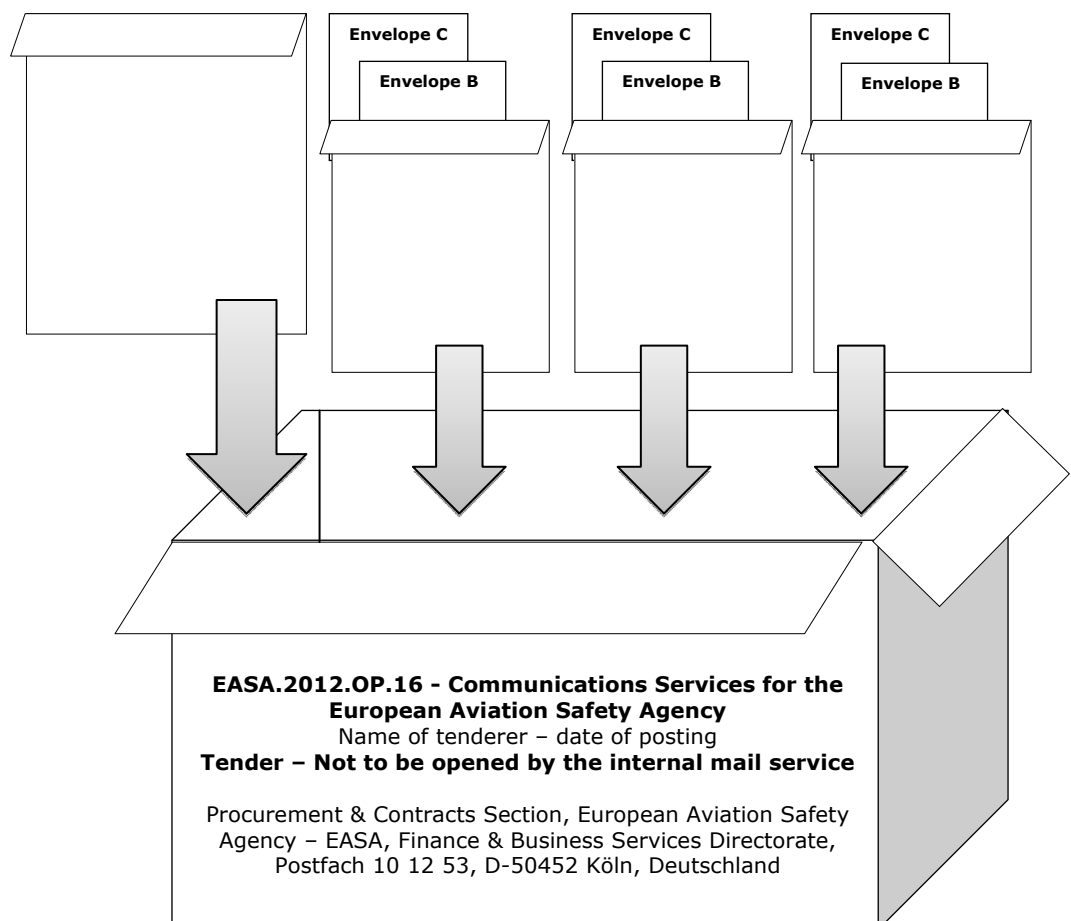 Envelope C
Envelope B
Envelope C
Envelope B
Envelope C
Envelope B
EASA.2012.OP.16 - Communications Services for the
European Aviation Safety Agency
Name of tenderer – date of posting
Tender – Not to be opened by the internal mail service
Procurement & Contracts Section, European Aviation Safety
Agency – EASA, Finance & Business Services Directorate,
Postfach 10 12 53, D-50452 Köln, Deutschland